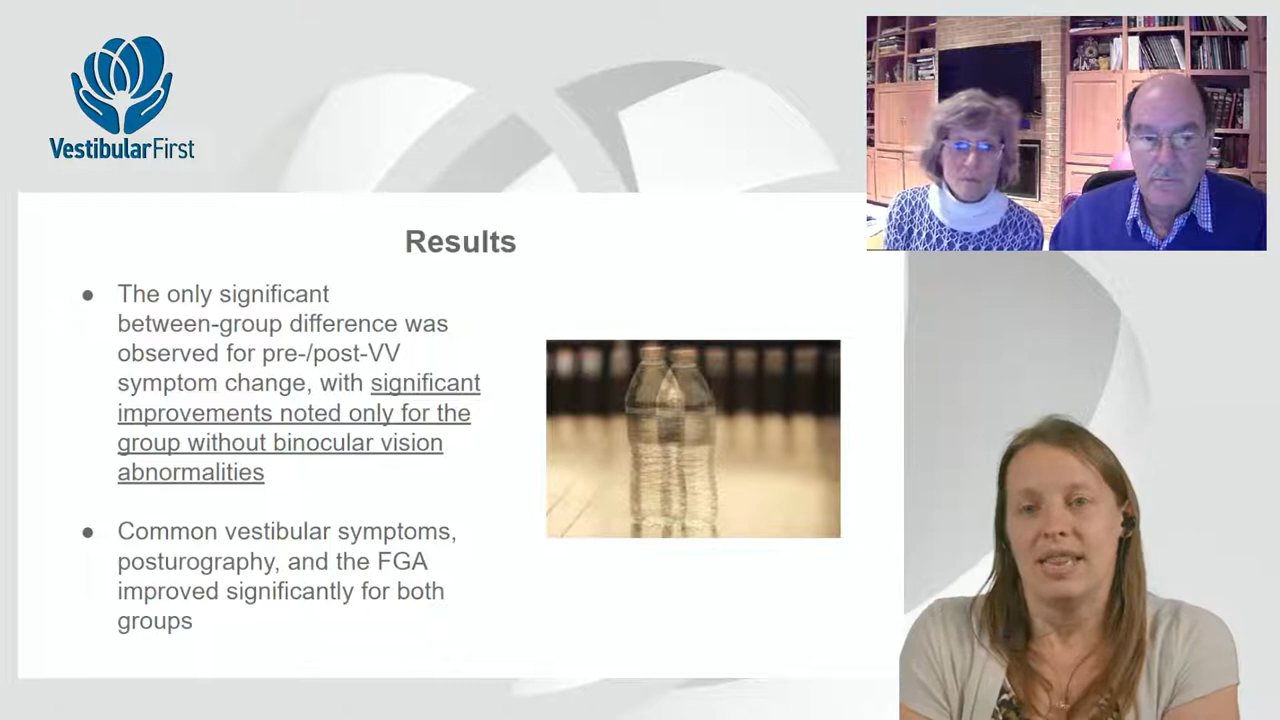 VestibularFirst
Results
● The only significant
between-group difference was
observed for pre-/post-VV
symptom change, with significant
improvements noted only for the
group without binocular vision
abnormalities
● Common vestibular symptoms,
posturography, and the FGA
improved significantly for both
groups